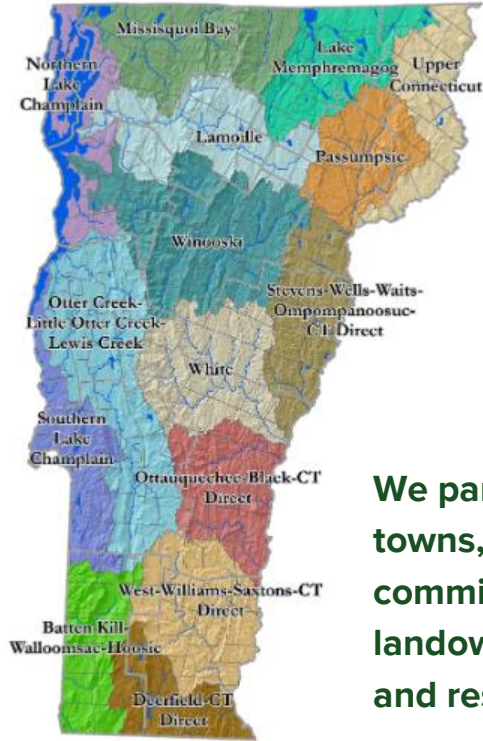 Missisquoi Bay
Northern
Lake
Champlain
Lake
Memphremagog
Upper
Connecticut
Lamoille
Passumpsic
Winooski
Stevens-Wells-Waits-
Ompompanoosuc-
CT Direct
Otter Creek-
Little Otter Creek-
Lewis Creek
White
Southern
Lake
Champlain
Ottauquechee-Black-CT
Direct
West-Williams-Saxtons-CT
Direct
Batten Kill-
Walloomsac-Hoosic
Deerfield-CT
Direct
We par
towns,
commi
landow
and res